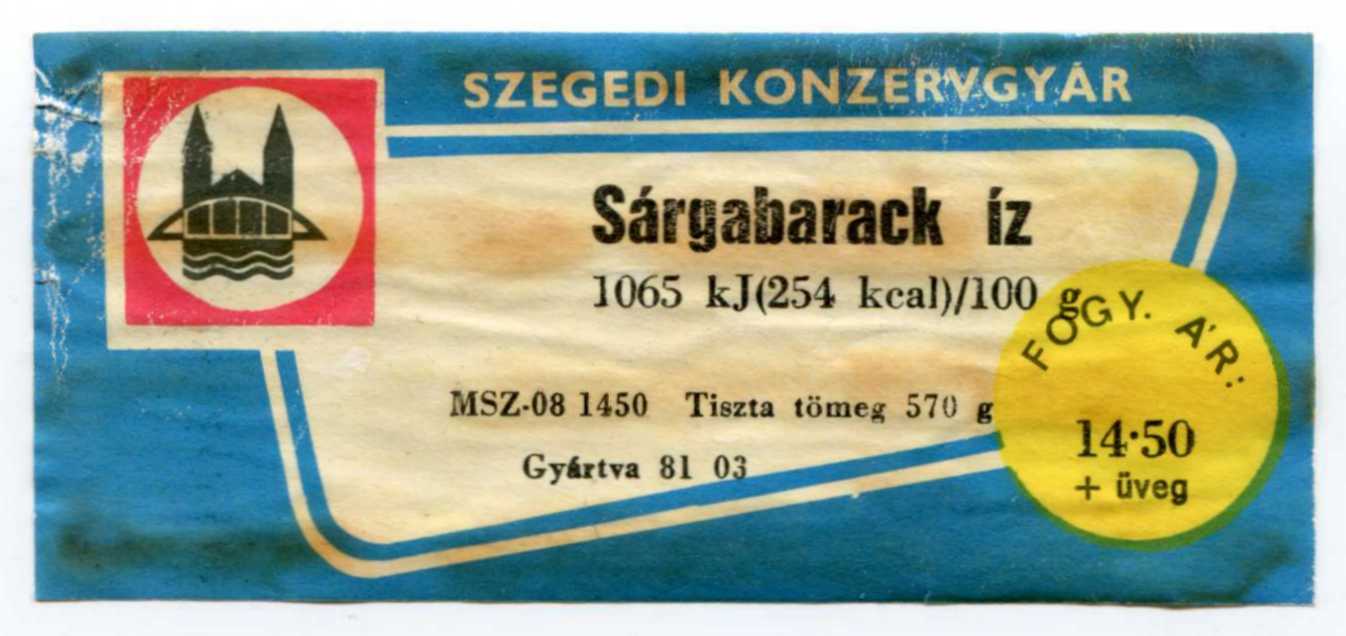 SZEGEDI KONZERVGYÁR
Sárgabarack íz
1065 kJ(254 kcal)/100 g
MSZ-08 1450 Tiszta tömeg 570 g
Gyártva 81 03
FOGY. ÁR:
14·50
+ üveg